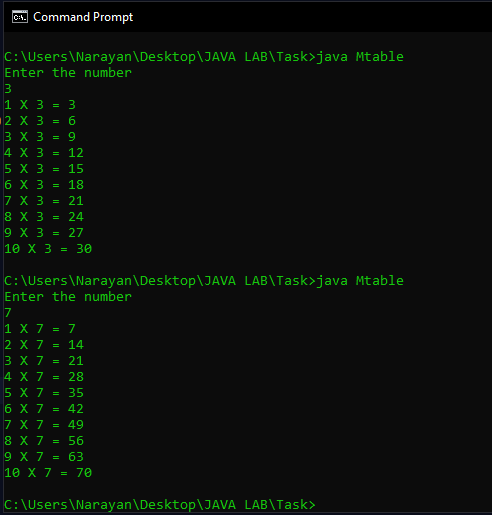 Command Prompt
C:\Users\Narayan\Desktop\JAVA LAB\Task>java Mtable
Enter the number
3
1 X 3 = 3
2 X 3 = 6
3 X 3 = 9
4 X 3 = 12
5 X 3 = 15
6 X 3 = 18
7 X 3 = 21
8 X 3 = 24
9 X 3 = 27
10 X 3 = 30
C:\Users\Narayan\Desktop\JAVA LAB\Task>java Mtable
Enter the number
7
1 X 7 = 7
2 X 7 = 14
3 X 7 = 21
4 X 7 = 28
5 X 7 = 35
6 X 7 = 42
7 X 7 = 49
8 X 7 = 56
9 X 7 = 63
10 X 7 = 70
C:\Users\Narayan\Desktop\JAVA LAB\Task>